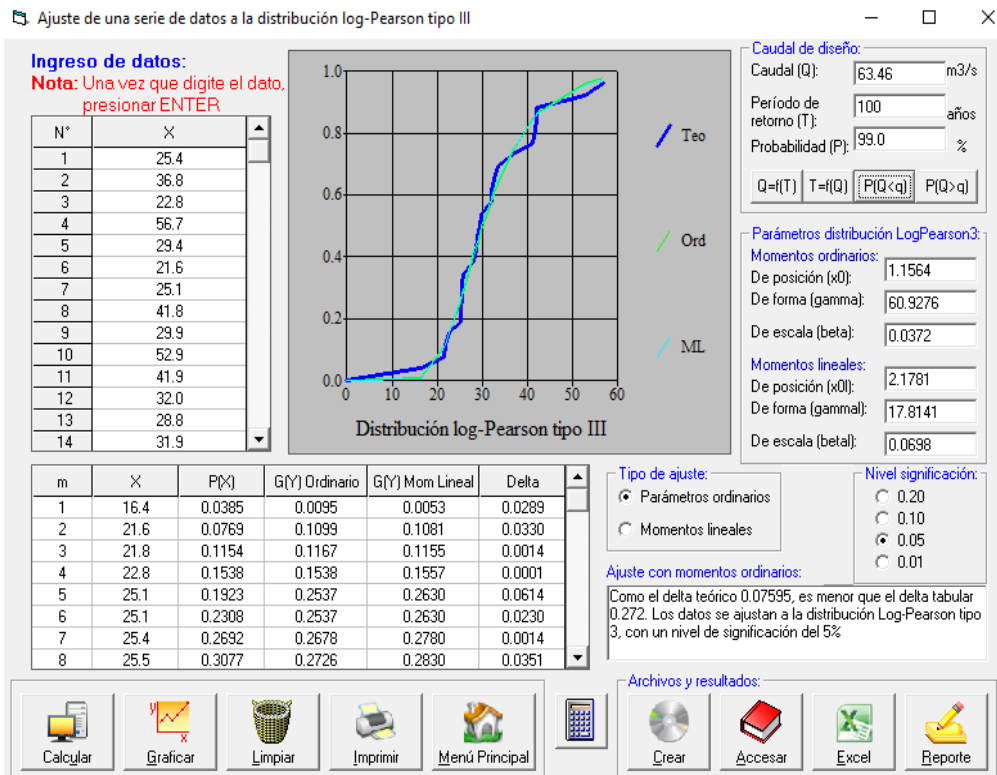 Ajuste de una serie de datos a la distribución log-Pearson tipo III
Ingreso de datos:
Nota: Una vez que digite el dato,
presionar ENTER
N° X
1 25.4
2 36.8
3 22.8
4 56.7
5 29.4
6 21.6
7 25.1
8 41.8
9 29.9
10 52.9
11 41.9
12 32.0
13 28.8
14 31.9
1.0
0.8
0.6
0.4
0.2
0.0
0 10 20 30 40 50 60
Distribución log-Pearson tipo III
Teo
Ord
ML
Caudal de diseño:
Caudal (Q): 63.46 m3/s
Período de
retorno (T): 100 años
Probabilidad (P): 99.0 %
Q=f(T) T=f(Q) P(Q<q) P(Q>q)
Parámetros distribución LogPearson3:
Momentos ordinarios:
De posición (x0): 1.1564
De forma (gamma): 60.9276
De escala (beta): 0.0372
Momentos lineales:
De posición (x0l): 2.1781
De forma (gammal): 17.8141
De escala (betal): 0.0698
m X P(X) G(Y) Ordinario G(Y) Mom Lineal Delta
1 16.4 0.0385 0.0095 0.0053 0.0289
2 21.6 0.0769 0.1099 0.1081 0.0330
3 21.8 0.1154 0.1167 0.1155 0.0014
4 22.8 0.1538 0.1538 0.1557 0.0001
5 25.1 0.1923 0.2537 0.2630 0.0614
6 25.1 0.2308 0.2537 0.2630 0.0230
7 25.4 0.2692 0.2678 0.2780 0.0014
8 25.5 0.3077 0.2726 0.2830 0.0351
Tipo de ajuste:
Parámetros ordinarios
Momentos lineales
Nivel significación:
0.20
0.10
0.05
0.01
Ajuste con momentos ordinarios:
Como el delta teórico 0.07595, es menor que el delta tabular
0.272. Los datos se ajustan a la distribución Log-Pearson tipo
3, con un nivel de significación del 5%
Calcular Graficar Limpiar Imprimir Menú Principal
Archivos y resultados:
Crear Accesar Excel Reporte